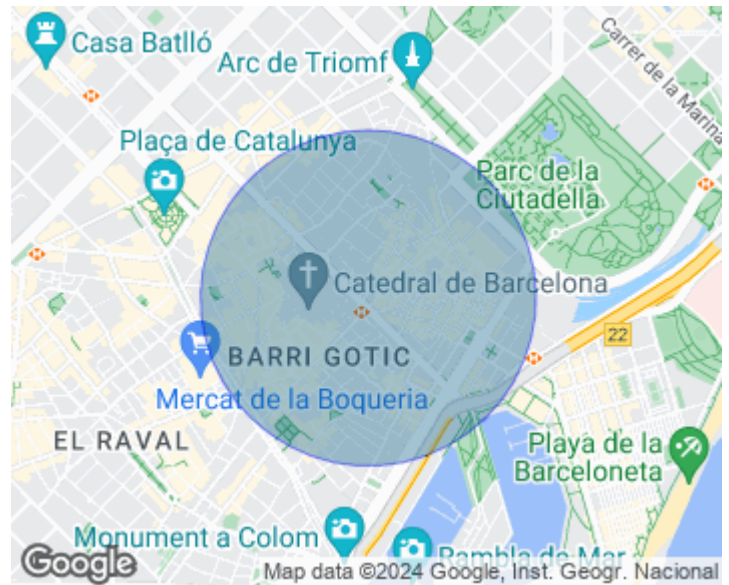 Casa Batlló
Arc de Triomf
Carrer de la Marina
Plaça de Catalunya
Parc de la
Ciutadella
Catedral de Barcelona
22
BARRI GOTIC
Mercat de la Boqueria
EL RAVAL
Playa de la
Barceloneta
Monument a Colom
Rambla de Mar
Google
Map data ©2024 Google, Inst. Geogr. Nacional